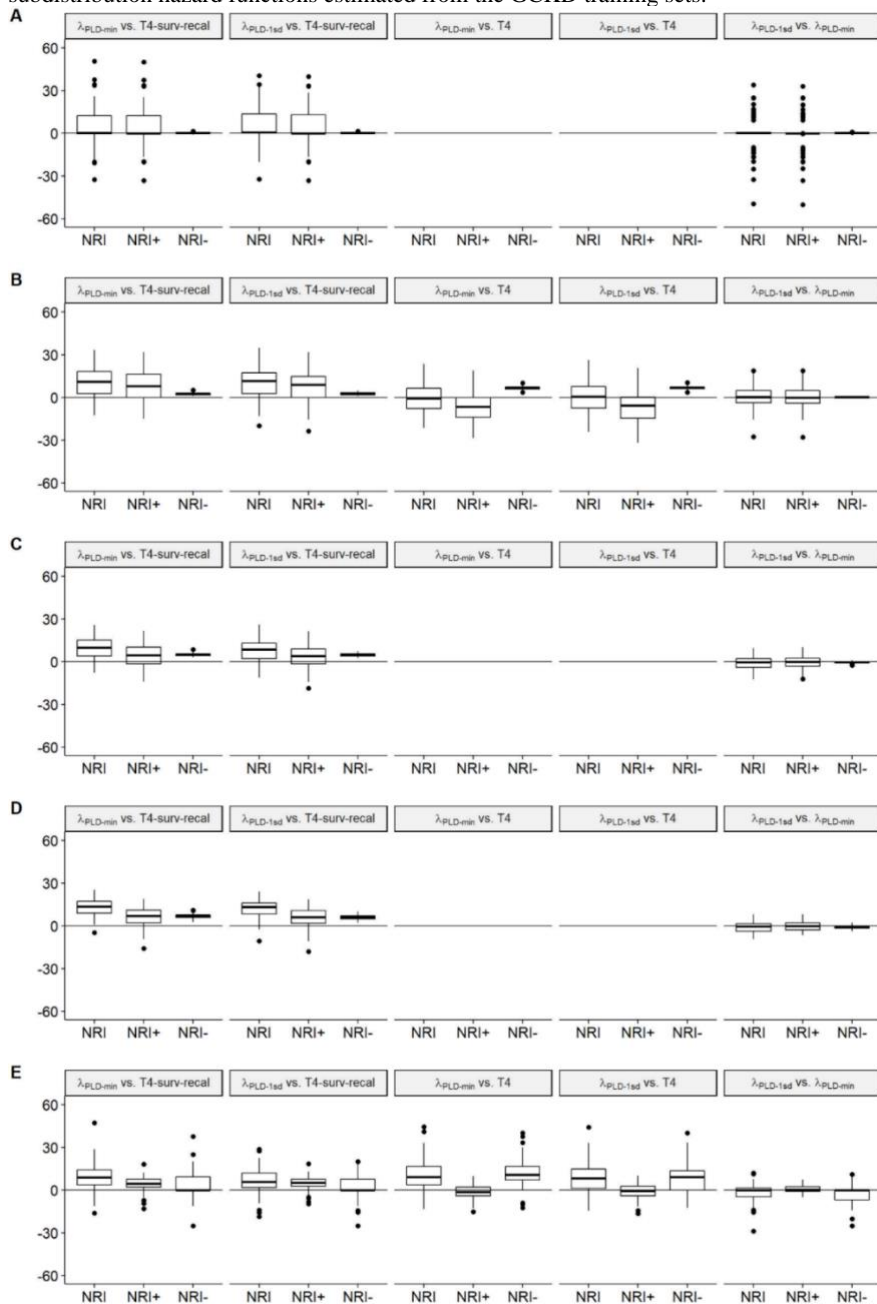 subdistribution hazard functions estimated from the GCKD training sets.
A
λPLD-min vs. T4-surv-recal λPLD-1sd vs. T4-surv-recal λPLD-min vs. T4 λPLD-1sd vs. T4 λPLD-1sd vs. λPLD-min
60
30
0
-30
-60
NRI NRI+ NRI- NRI NRI+ NRI- NRI NRI+ NRI- NRI NRI+ NRI- NRI NRI+ NRI-
B
λPLD-min vs. T4-surv-recal λPLD-1sd vs. T4-surv-recal λPLD-min vs. T4 λPLD-1sd vs. T4 λPLD-1sd vs. λPLD-min
60
30
0
-30
-60
NRI NRI+ NRI- NRI NRI+ NRI- NRI NRI+ NRI- NRI NRI+ NRI- NRI NRI+ NRI-
C
λPLD-min vs. T4-surv-recal λPLD-1sd vs. T4-surv-recal λPLD-min vs. T4 λPLD-1sd vs. T4 λPLD-1sd vs. λPLD-min
60
30
0
-30
-60
NRI NRI+ NRI- NRI NRI+ NRI- NRI NRI+ NRI- NRI NRI+ NRI- NRI NRI+ NRI-
D
λPLD-min vs. T4-surv-recal λPLD-1sd vs. T4-surv-recal λPLD-min vs. T4 λPLD-1sd vs. T4 λPLD-1sd vs. λPLD-min
60
30
0
-30
-60
NRI NRI+ NRI- NRI NRI+ NRI- NRI NRI+ NRI- NRI NRI+ NRI- NRI NRI+ NRI-
E
λPLD-min vs. T4-surv-recal λPLD-1sd vs. T4-surv-recal λPLD-min vs. T4 λPLD-1sd vs. T4 λPLD-1sd vs. λPLD-min
60
30
0
-30
-60
NRI NRI+ NRI- NRI NRI+ NRI- NRI NRI+ NRI- NRI NRI+ NRI- NRI NRI+ NRI-